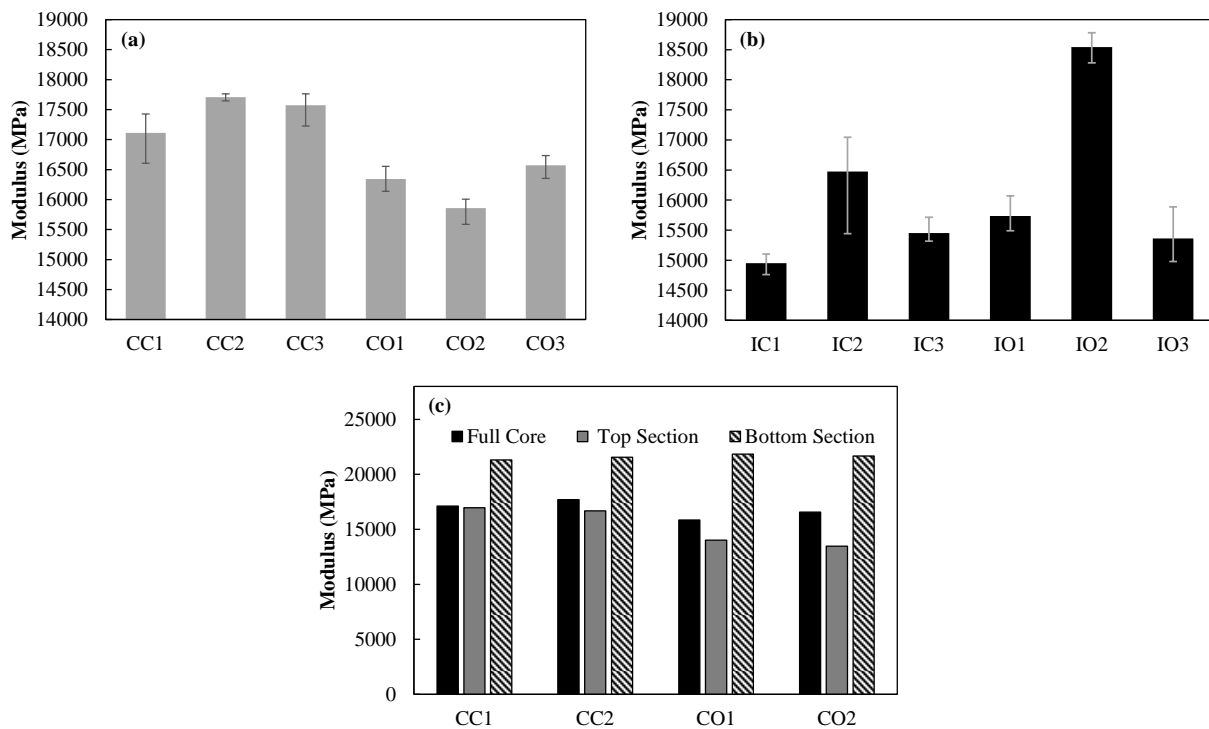 (a)
Modulus (MPa)
19000
18500
18000
17500
17000
16500
16000
15500
15000
14500
14000
CC1 CC2 CC3 CO1 CO2 CO3
(b)
Modulus (MPa)
19000
18500
18000
17500
17000
16500
16000
15500
15000
14500
14000
IC1 IC2 IC3 IO1 IO2 IO3
(c)
Full Core Top Section Bottom Section
Modulus (MPa)
25000
20000
15000
10000
5000
0
CC1 CC2 CO1 CO2